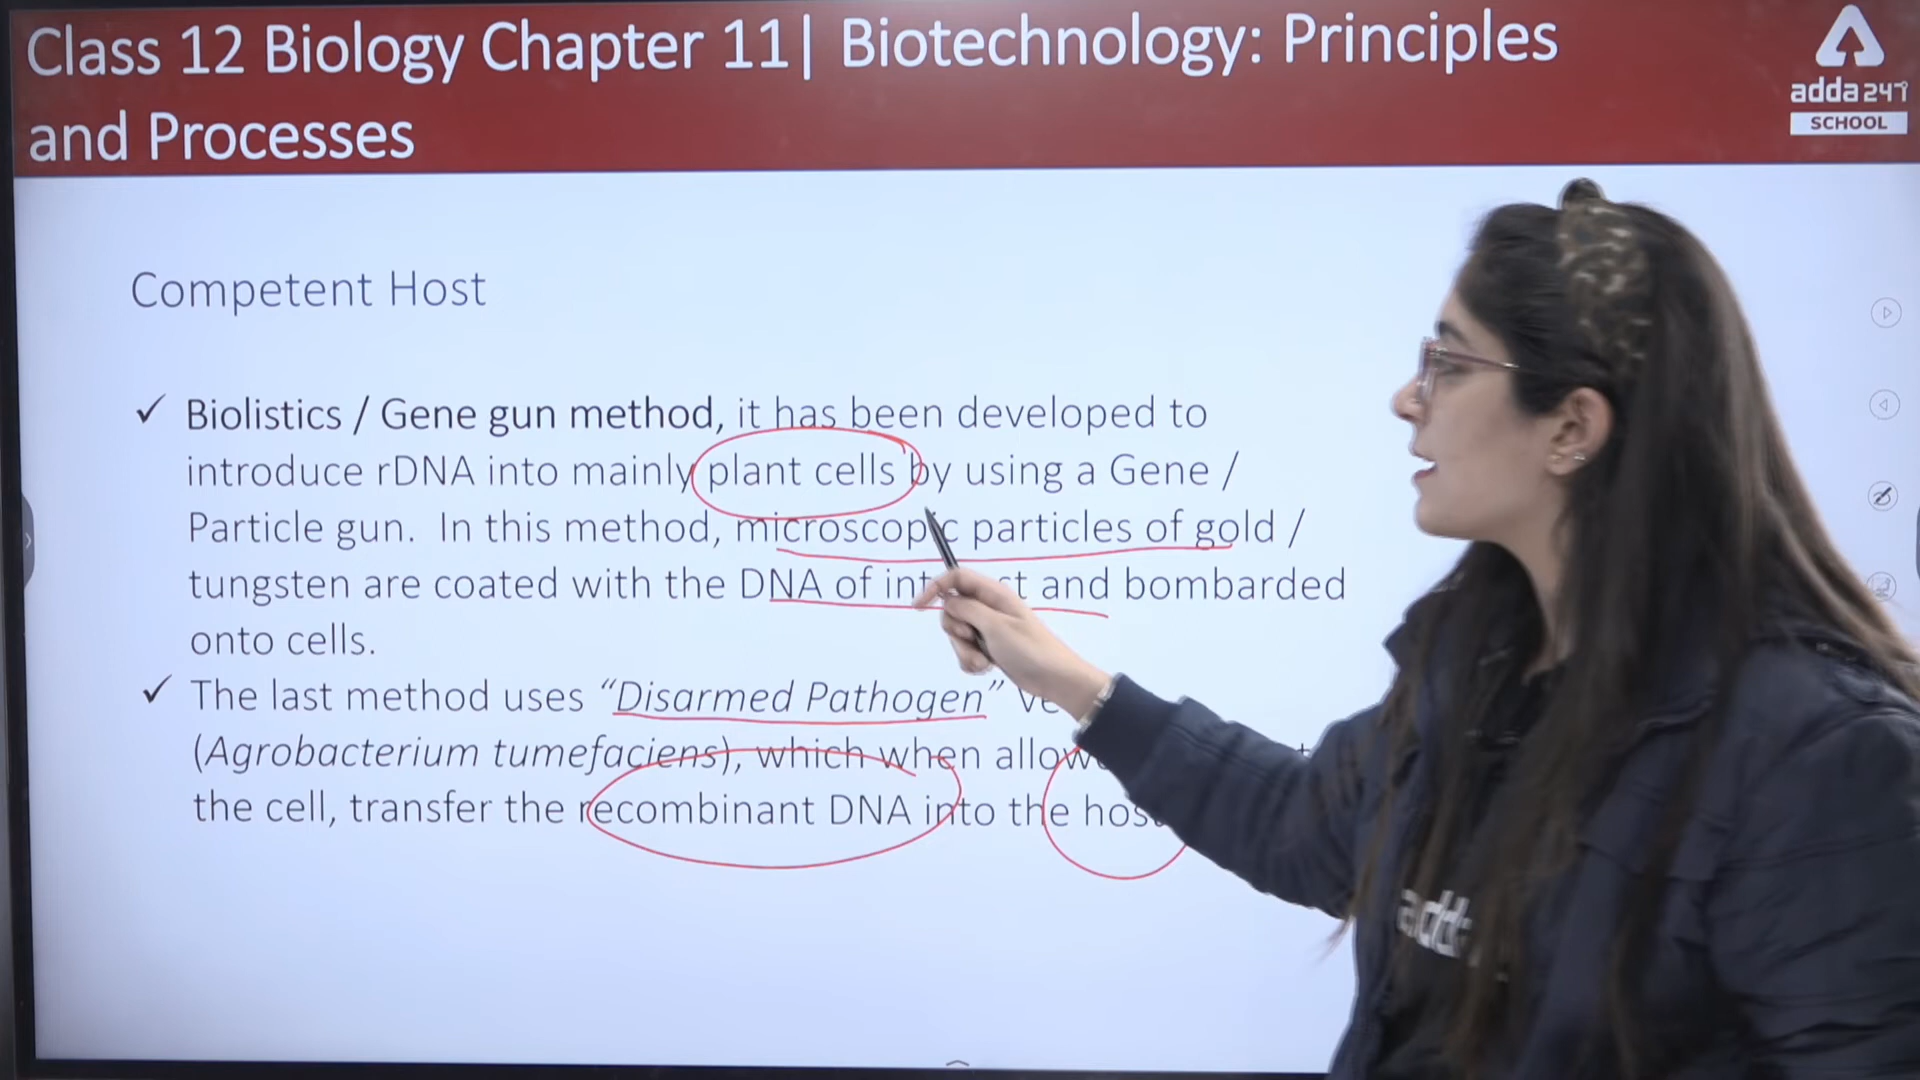 Class 12 Biology Chapter 11| Biotechnology: Principles
and Processes
adda247
SCHOOL
Competent Host
✓ Biolistics / Gene gun method, it has been developed to
introduce rDNA into mainly plant cells by using a Gene /
Particle gun. In this method, microscopic particles of gold /
tungsten are coated with the DNA of and bombarded
onto cells.
✓ The last method uses “Disarmed Pathogen”
(Agrobacterium tumefaciens), which when
the cell, transfer the recombinant DNA into the
adda